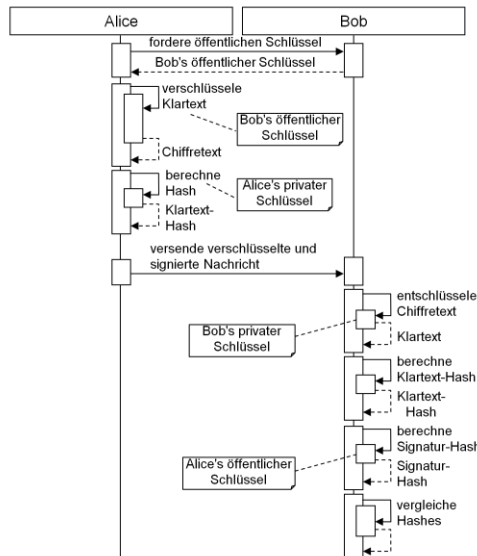 Alice
Bob
fordere öffentlichen Schlüssel
Bob's öffentlicher Schlüssel
verschlüssele
Klartext
Bob's öffentlicher
Schlüssel
Chiffretext
berechne
Hash
Alice's privater
Schlüssel
Klartext-
Hash
versende verschlüsselte und
signierte Nachricht
entschlüssele
Chiffretext
Bob's privater
Schlüssel
Klartext
berechne
Klartext-Hash
Klartext-
Hash
berechne
Signatur-Hash
Alice's öffentlicher
Schlüssel
Signatur-
Hash
vergleiche
Hashes